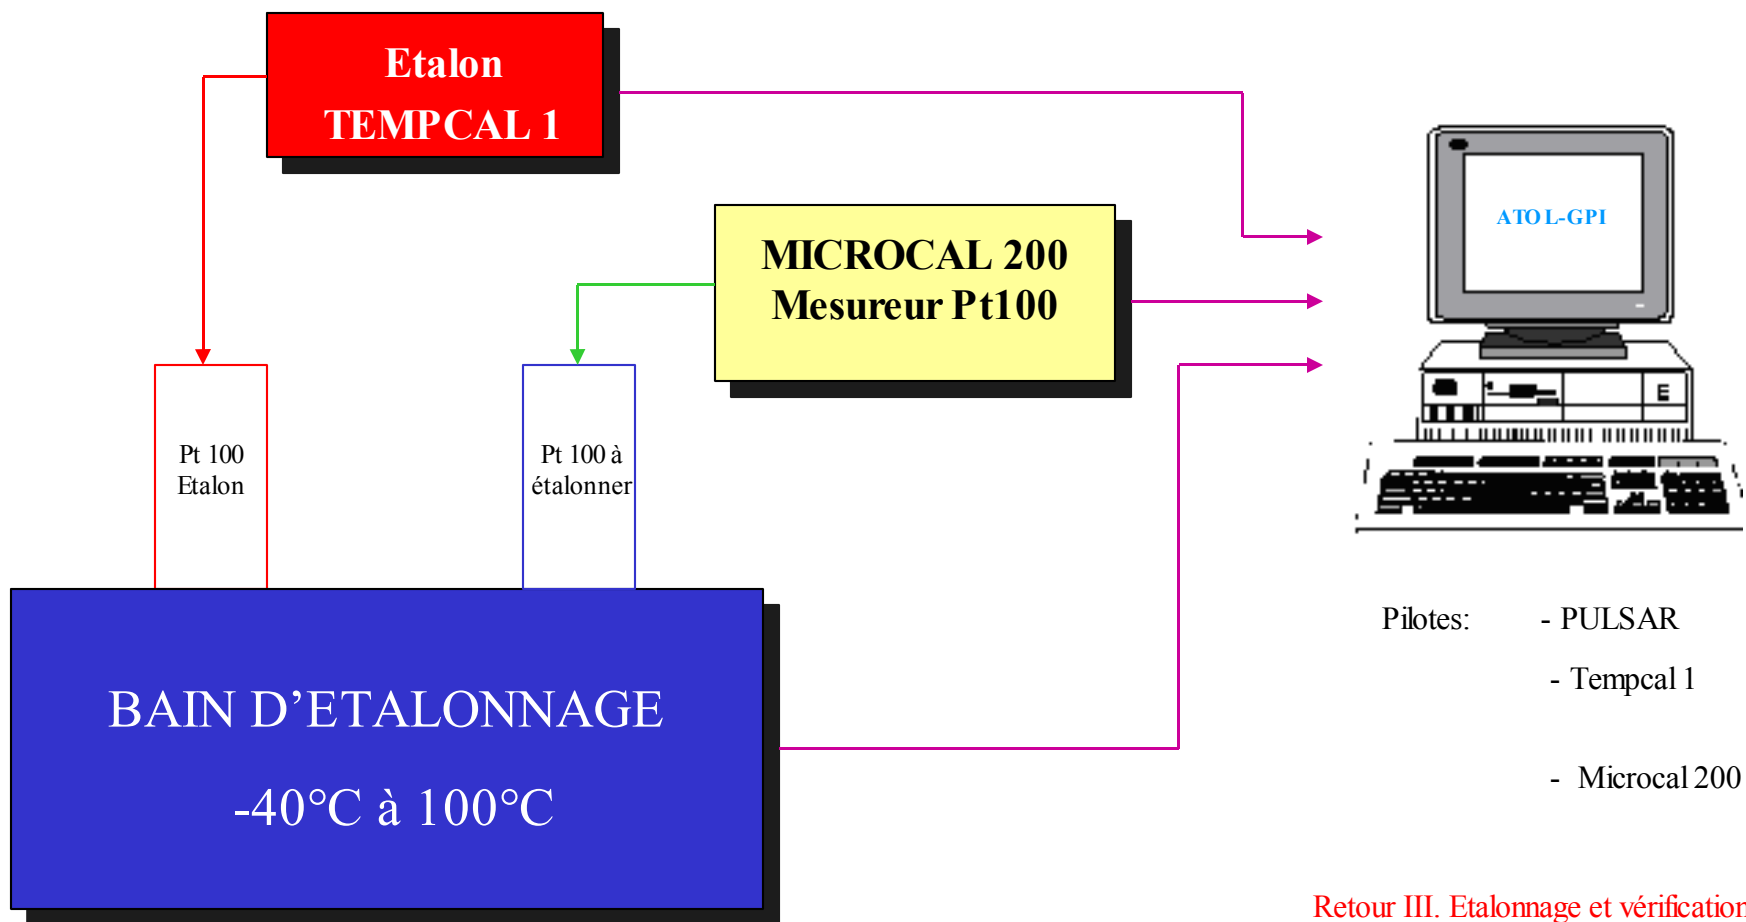 Etalon
TEMPCAL 1
ATOL-GPI
MICROCAL 200
Mesureur Pt100
E
Pt 100
Etalon
Pt 100 à
étalonner
Pilotes: - PULSAR
- Tempcal 1
- Microcal 200
BAIN D’ETALONNAGE
-40°C à 100°C
Retour III. Etalonnage et vérification